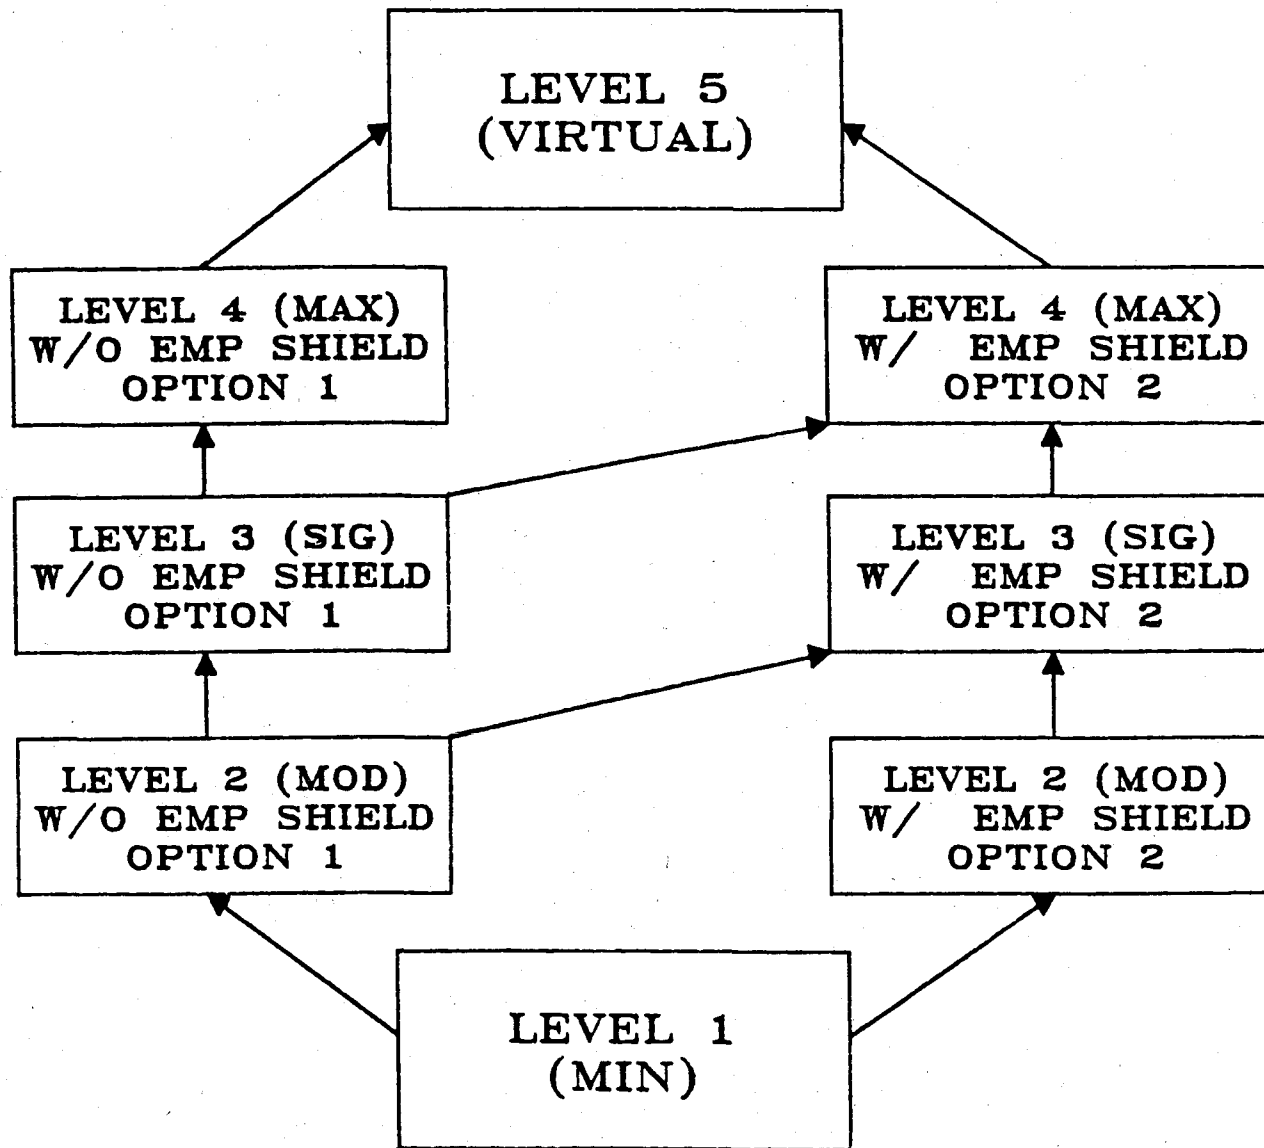 LEVEL 5
(VIRTUAL)
LEVEL 4 (MAX)
W/O EMP SHIELD
OPTION 1
LEVEL 4 (MAX)
W/ EMP SHIELD
OPTION 2
LEVEL 3 (SIG)
W/O EMP SHIELD
OPTION 1
LEVEL 3 (SIG)
W/ EMP SHIELD
OPTION 2
LEVEL 2 (MOD)
W/O EMP SHIELD
OPTION 1
LEVEL 2 (MOD)
W/ EMP SHIELD
OPTION 2
LEVEL 1
(MIN)